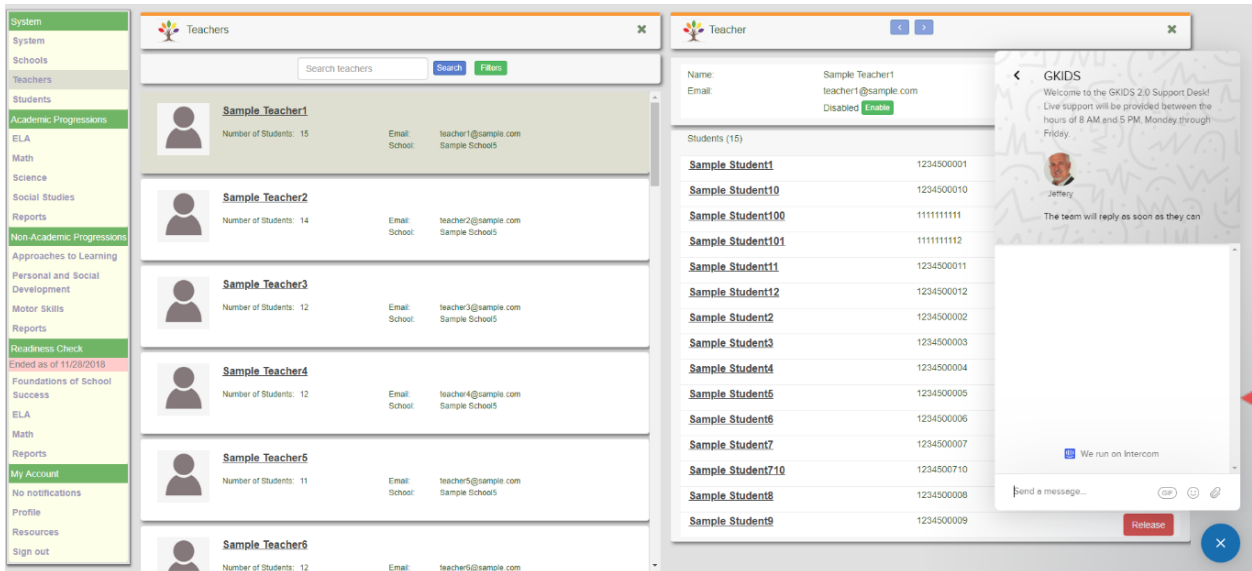 System
System
Schools
Teachers
Students
Academic Progressions
ELA
Math
Science
Social Studies
Reports
Non-Academic Progressions
Approaches to Learning
Personal and Social
Development
Motor Skills
Reports
Readiness Check
Ended as of 11/28/2018
Foundations of School
Success
ELA
Math
Reports
My Account
No notifications
Profile
Resources
Sign out
Teachers
Search teachers Search Filters
Sample Teacher1
Number of Students: 15 Email: teacher1@sample.com
School: Sample School5
Sample Teacher2
Number of Students: 14 Email: teacher2@sample.com
School: Sample School5
Sample Teacher3
Number of Students: 12 Email: teacher3@sample.com
School: Sample School5
Sample Teacher4
Number of Students: 12 Email: teacher4@sample.com
School: Sample School5
Sample Teacher5
Number of Students: 11 Email: teacher5@sample.com
School: Sample School5
Sample Teacher6
Number of Students: 12 Email: teacher6@sample.com
Teacher
Name: Sample Teacher1
Email: teacher1@sample.com
Disabled Enable
Students (15)
Sample Student1 1234500001
Sample Student10 1234500010
Sample Student100 1111111111
Sample Student101 1111111112
Sample Student11 1234500011
Sample Student12 1234500012
Sample Student2 1234500002
Sample Student3 1234500003
Sample Student4 1234500004
Sample Student5 1234500005
Sample Student6 1234500006
Sample Student7 1234500007
Sample Student710 1234500710
Sample Student8 1234500008
Sample Student9 1234500009 Release
GKIDS
Welcome to the GKIDS 2.0 Support Desk!
Live support will be provided between the
hours of 8 AM and 5 PM, Monday through
Friday.
Jeffery
The team will reply as soon as they can
We run on Intercom
Send a message... GIF